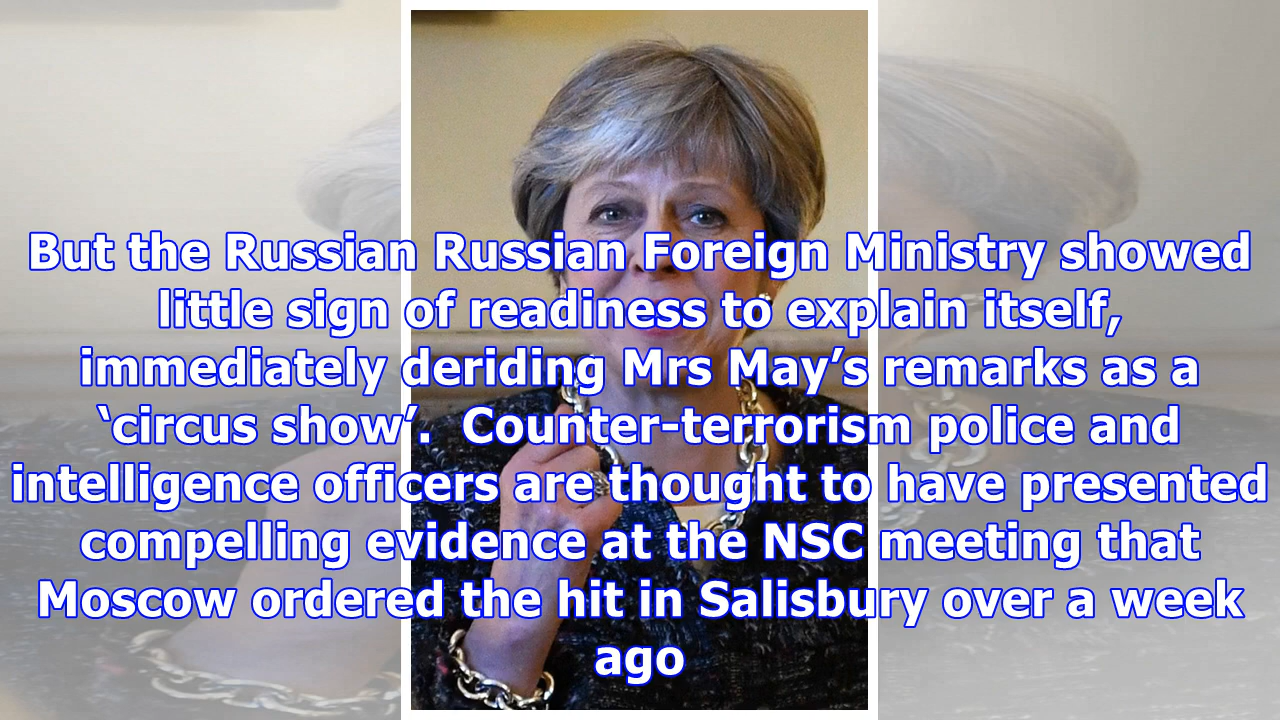 But the Russian Russian Foreign Ministry showed
little sign of readiness to explain itself,
immediately deriding Mrs May’s remarks as a
‘circus show’.  Counter-terrorism police and
intelligence officers are thought to have presented
compelling evidence at the NSC meeting that
Moscow ordered the hit in Salisbury over a week
ago